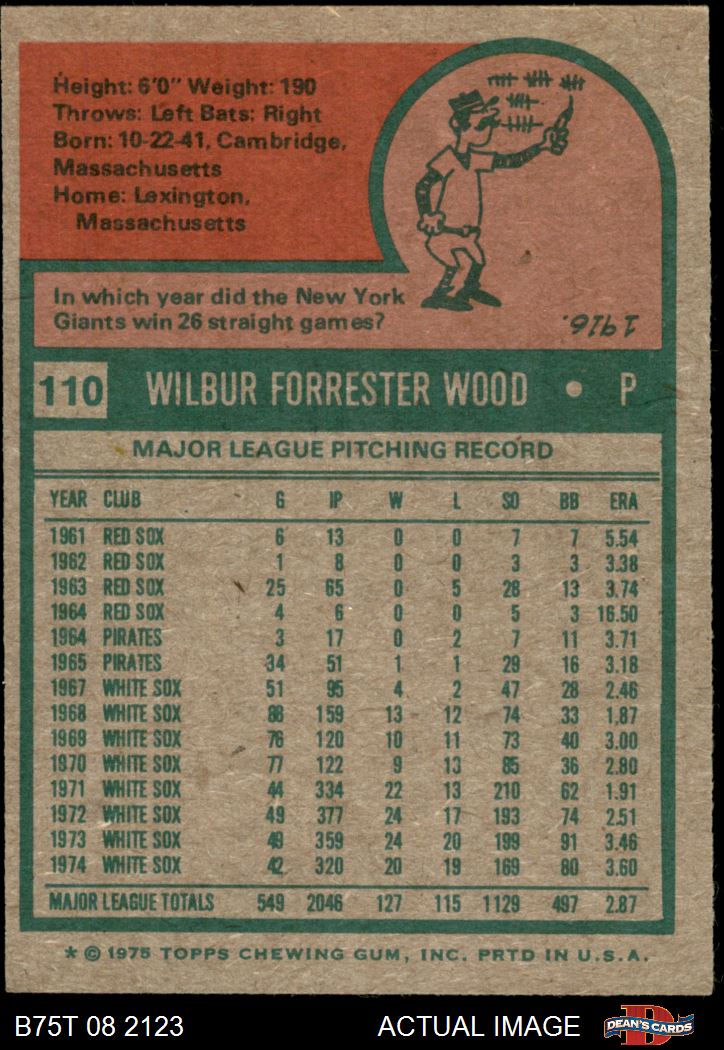 Height: 6'0" Weight: 190
Throws: Left Bats: Right
Born: 10-22-41, Cambridge,
Massachusetts
Home: Lexington,
Massachusetts
In which year did the New York
Giants win 26 straight games?
1916.
110 WILBUR FORRESTER WOOD • P
MAJOR LEAGUE PITCHING RECORD
YEAR CLUB G IP W L SO BB ERA
1961 RED SOX 6 13 0 0 7 7 5.54
1962 RED SOX 1 8 0 0 3 3 3.38
1963 RED SOX 25 65 0 5 28 13 3.74
1964 RED SOX 4 6 0 0 5 3 16.50
1964 PIRATES 3 17 0 2 7 11 3.71
1965 PIRATES 34 51 1 1 29 16 3.18
1967 WHITE SOX 51 95 4 2 47 28 2.46
1968 WHITE SOX 88 159 13 12 74 33 1.87
1969 WHITE SOX 76 120 10 11 73 40 3.00
1970 WHITE SOX 77 122 9 13 85 36 2.80
1971 WHITE SOX 44 334 22 13 210 62 1.91
1972 WHITE SOX 49 377 24 17 193 74 2.51
1973 WHITE SOX 49 359 24 20 199 91 3.46
1974 WHITE SOX 42 320 20 19 169 80 3.60
MAJOR LEAGUE TOTALS 549 2046 127 115 1129 497 2.87
* © 1975 TOPPS CHEWING GUM, INC. PRTD IN U.S.A.
B75T 08 2123 ACTUAL IMAGE DEAN'S CARDS